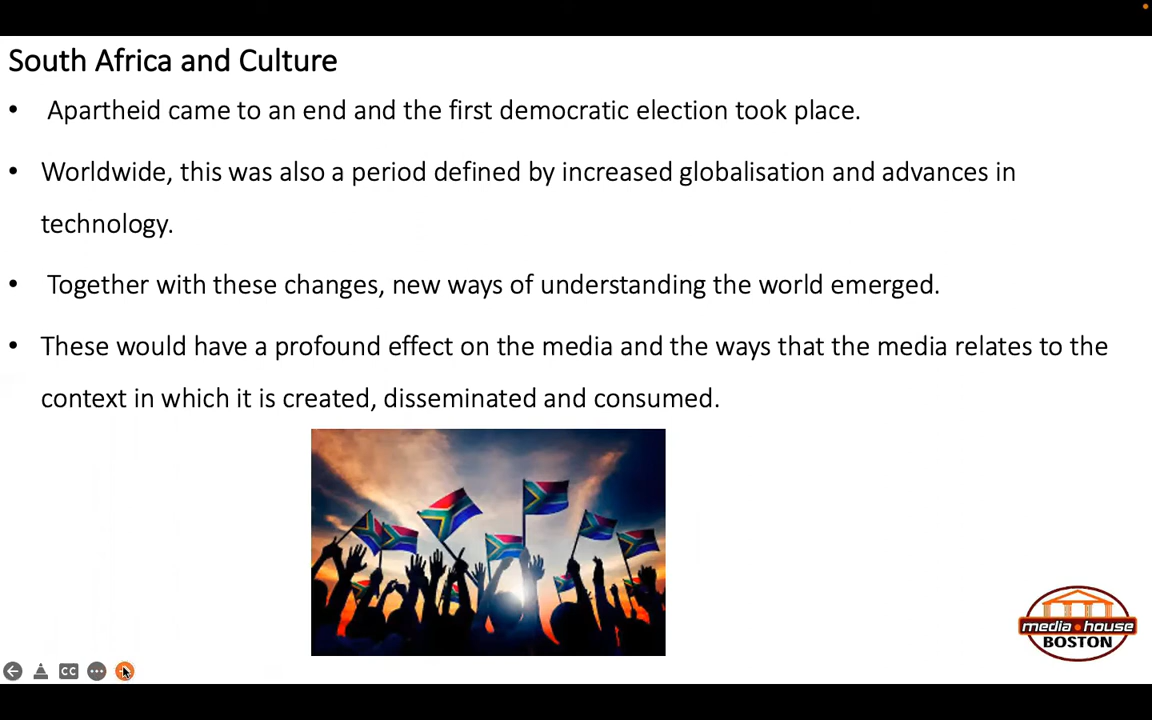 South Africa and Culture
• Apartheid came to an end and the first democratic election took place.
• Worldwide, this was also a period defined by increased globalisation and advances in
technology.
• Together with these changes, new ways of understanding the world emerged.
• These would have a profound effect on the media and the ways that the media relates to the
context in which it is created, disseminated and consumed.
media•house
BOSTON
CC